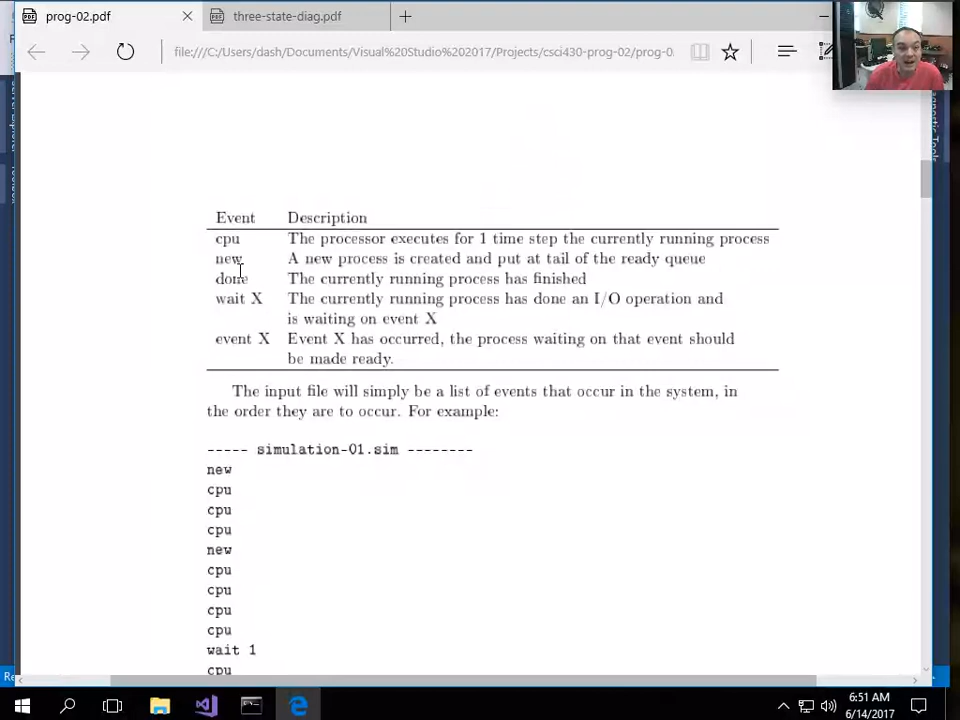 prog-02.pdf
three-state-diag.pdf
file:///C:/Users/dash/Documents/Visual%20Studio%202017/Projects/csci430-prog-02/prog-0
Event Description
cpu The processor executes for 1 time step the currently running process
new A new process is created and put at tail of the ready queue
done The currently running process has finished
wait X The currently running process has done an I/O operation and
is waiting on event X
event X Event X has occurred, the process waiting on that event should
be made ready.
The input file will simply be a list of events that occur in the system, in
the order they are to occur. For example:
----- simulation-01.sim --------
new
cpu
cpu
cpu
new
cpu
cpu
cpu
cpu
wait 1
cpu
6:51 AM
6/14/2017